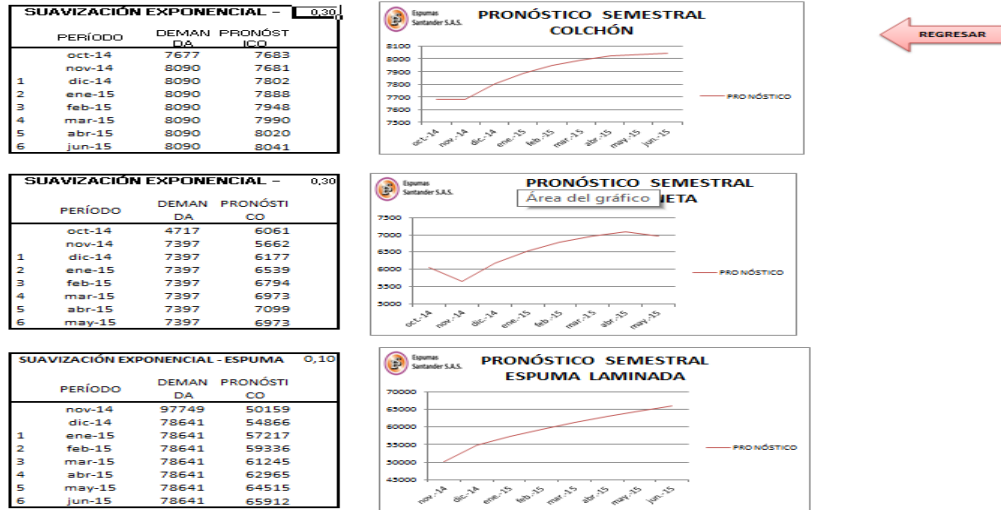 SUAVIZACIÓN EXPONENCIAL – 0,30
PERÍODO DEMAN DA PRONÓST ICO
oct-14 7677 7683
nov-14 8090 7681
1 dic-14 8090 7802
2 ene-15 8090 7888
3 feb-15 8090 7948
4 mar-15 8090 7990
5 abr-15 8090 8020
6 jun-15 8090 8041
Espumas
Santander S.A.S.
PRONÓSTICO SEMESTRAL
COLCHÓN
8100
8000
7900
7800
7700
7600
7500
oct.-14 nov.-14 dic.-14 ene.-15 feb.-15 mar.-15 abr.-15 may.-15 jun.-15
PRONÓSTICO
REGRESAR
SUAVIZACIÓN EXPONENCIAL – 0,30
PERÍODO DEMAN DA PRONÓSTI CO
oct-14 4717 6061
nov-14 7397 5662
1 dic-14 7397 6177
2 ene-15 7397 6539
3 feb-15 7397 6794
4 mar-15 7397 6973
5 abr-15 7397 7099
6 may-15 7397 6973
Espumas
Santander S.A.S.
PRONÓSTICO SEMESTRAL
Área del gráfico
NETA
7500
7000
6500
6000
5500
5000
oct.-14 nov.-14 dic.-14 ene.-15 feb.-15 mar.-15 abr.-15 may.-15
PRONÓSTICO
SUAVIZACIÓN EXPONENCIAL - ESPUMA 0,10
PERÍODO DEMAN DA PRONÓSTI CO
nov-14 97749 50159
dic-14 78641 54866
1 ene-15 78641 57217
2 feb-15 78641 59336
3 mar-15 78641 61245
4 abr-15 78641 62965
5 may-15 78641 64515
6 jun-15 78641 65912
Espumas
Santander S.A.S.
PRONÓSTICO SEMESTRAL
ESPUMA LAMINADA
70000
65000
60000
55000
50000
45000
nov.-14 dic.-14 ene.-15 feb.-15 mar.-15 abr.-15 may.-15 jun.-15
PRONÓSTICO